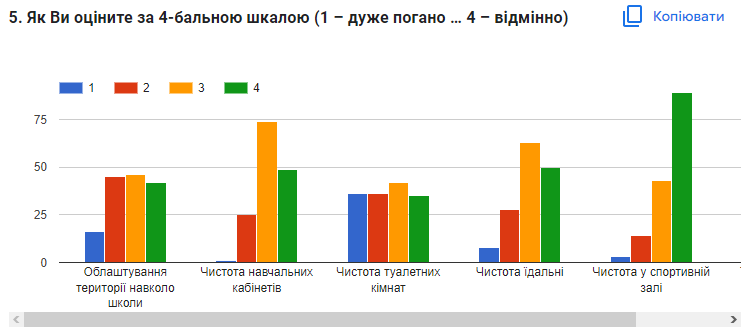 5. Як Ви оціните за 4-бальною шкалою (1 – дуже погано ... 4 – відмінно)
Копіювати
1 2 3 4
75
50
25
0
Облаштування території навколо школи
Чистота навчальних кабінетів
Чистота туалетних кімнат
Чистота їдальні
Чистота у спортивній залі